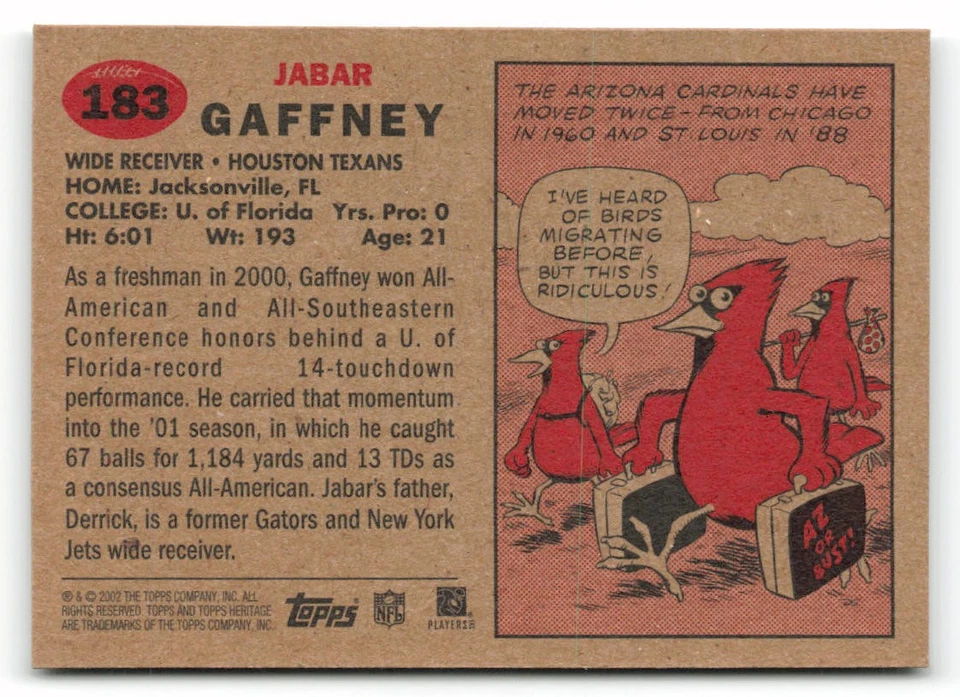 183
JABAR
GAFFNEY
WIDE RECEIVER • HOUSTON TEXANS
HOME: Jacksonville, FL
COLLEGE: U. of Florida Yrs. Pro: 0
Ht: 6:01 Wt: 193 Age: 21
As a freshman in 2000, Gaffney won All-
American and All-Southeastern
Conference honors behind a U. of
Florida-record 14-touchdown
performance. He carried that momentum
into the '01 season, in which he caught
67 balls for 1,184 yards and 13 TDs as
a consensus All-American. Jabar's father,
Derrick, is a former Gators and New York
Jets wide receiver.
® & © 2002 THE TOPPS COMPANY, INC. ALL
RIGHTS RESERVED. TOPPS AND TOPPS HERITAGE
ARE TRADEMARKS OF THE TOPPS COMPANY, INC.
Topps
NFL
PLAYERS INC
THE ARIZONA CARDINALS HAVE
MOVED TWICE – FROM CHICAGO
IN 1960 AND ST. LOUIS IN '88
I'VE HEARD
OF BIRDS
MIGRATING
BEFORE,
BUT THIS IS
RIDICULOUS!
AZ
OR
BUST!